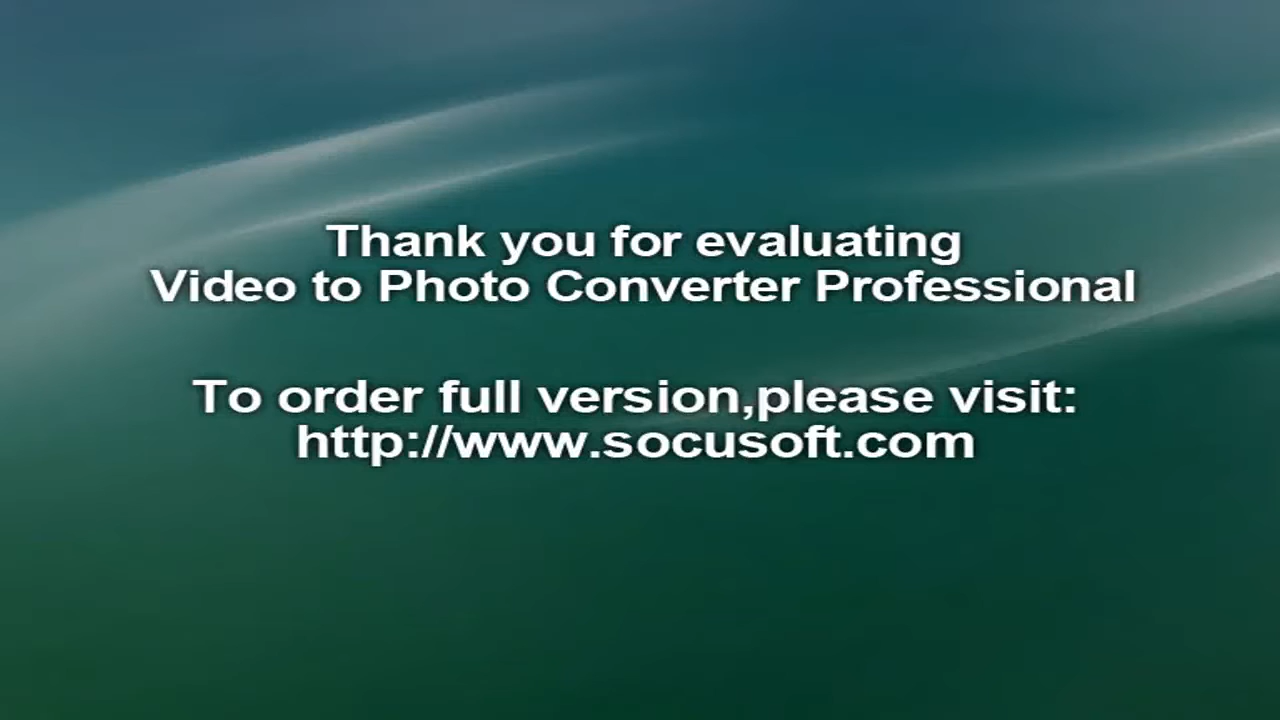 Thank you for evaluating
Video to Photo Converter Professional
To order full version,please visit:
http://www.socusoft.com